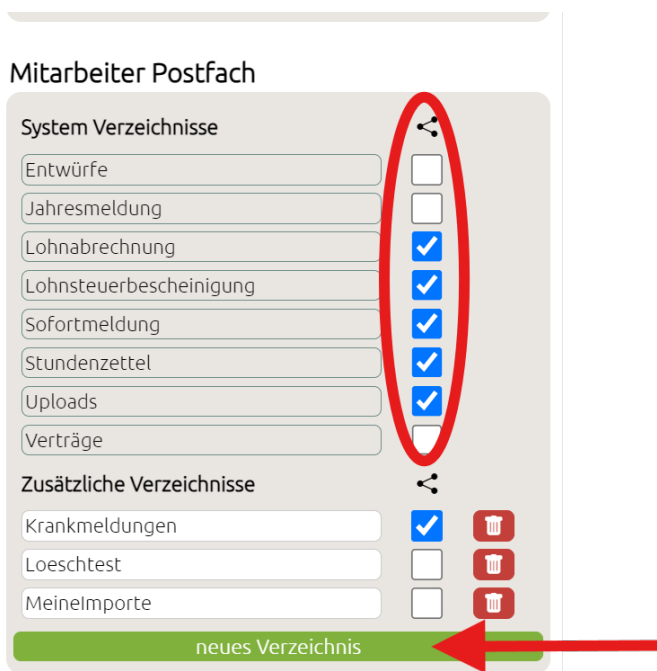 Mitarbeiter Postfach
System Verzeichnisse
Entwürfe
Jahresmeldung
Lohnabrechnung
Lohnsteuerbescheinigung
Sofortmeldung
Stundenzettel
Uploads
Verträge
Zusätzliche Verzeichnisse
Krankmeldungen
Loeschtest
MeineImporte
neues Verzeichnis